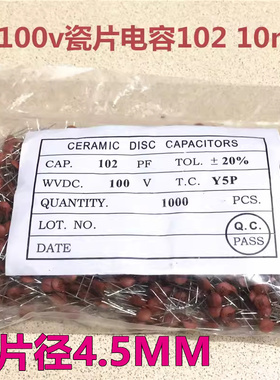 100v瓷片电容102 10n
CERAMIC DISC CAPACITORS
CAP. 102 PF TOL. ± 20%
WVDC. 100 V T.C. Y5P
QUANTITY. 1000 PCS.
LOT NO.
DATE
Q.C.
PASS
片径4.5MM